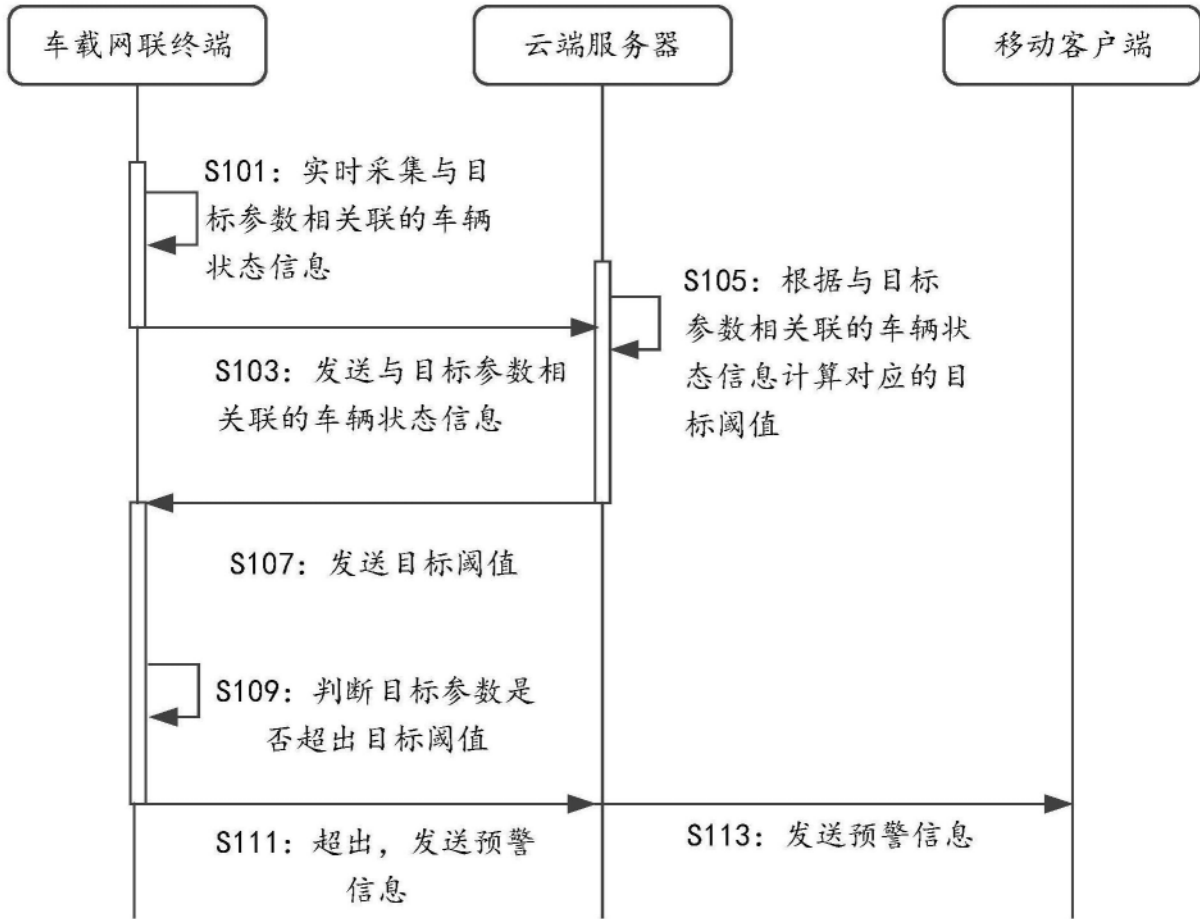 车载网联终端
云端服务器
移动客户端
S101：实时采集与目
标参数相关联的车辆
状态信息
S105：根据与目标
参数相关联的车辆状
态信息计算对应的目
标阈值
S103：发送与目标参数相
关联的车辆状态信息
S107：发送目标阈值
S109：判断目标参数是
否超出目标阈值
S111：超出，发送预警
信息
S113：发送预警信息